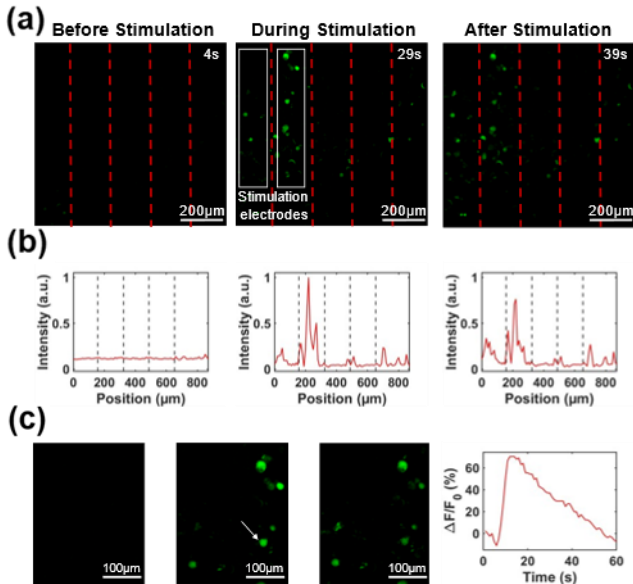 (a)
Before Stimulation During Stimulation After Stimulation
4s 29s 39s
Stimulation
electrodes
200μm 200μm 200μm
(b)
Intensity (a.u.) 1 0.5 0 0 200 400 600 800 Position (μm)
Intensity (a.u.) 1 0.5 0 0 200 400 600 800 Position (μm)
Intensity (a.u.) 1 0.5 0 0 200 400 600 800 Position (μm)
(c)
100μm 100μm 100μm
ΔF/F0 (%) 60 40 20 0 0 20 40 60 Time (s)